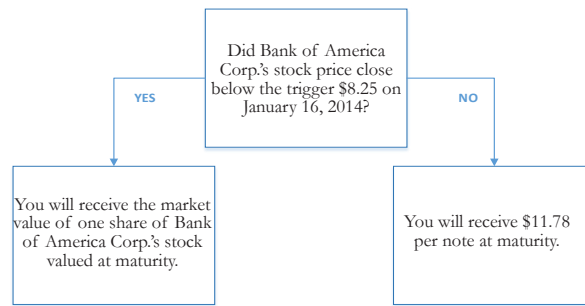 Did Bank of America
Corp.'s stock price close
below the trigger $8.25 on
January 16, 2014?
YES
NO
You will receive the market
value of one share of Bank
of America Corp.'s stock
valued at maturity.
You will receive $11.78
per note at maturity.